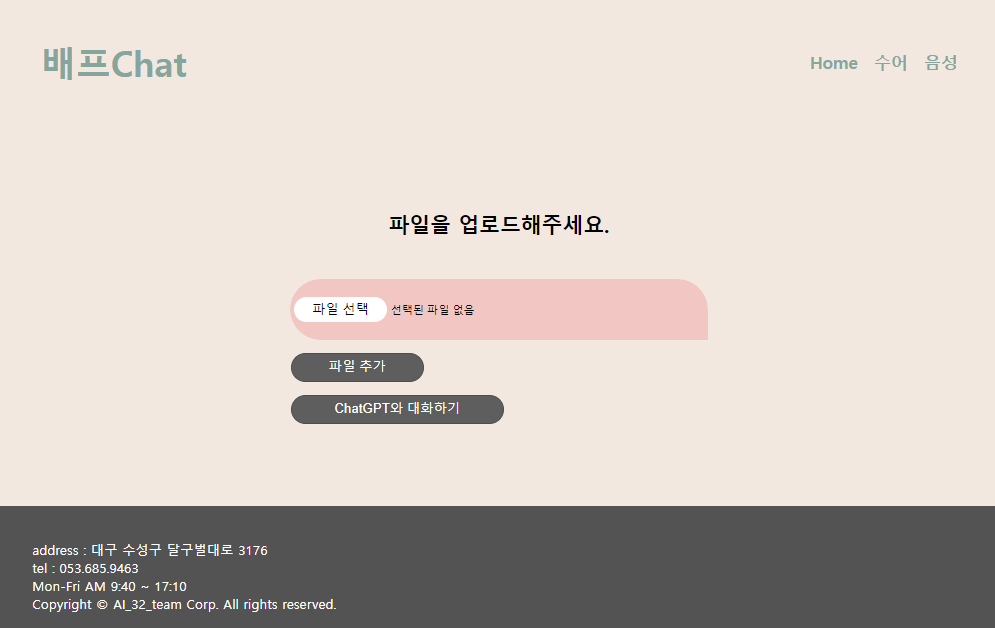 배프Chat
Home 수어 음성
파일을 업로드해주세요.
파일 선택 선택된 파일 없음
파일 추가
ChatGPT와 대화하기
address : 대구 수성구 달구벌대로 3176
tel : 053.685.9463
Mon-Fri AM 9:40 ~ 17:10
Copyright © AI_32_team Corp. All rights reserved.